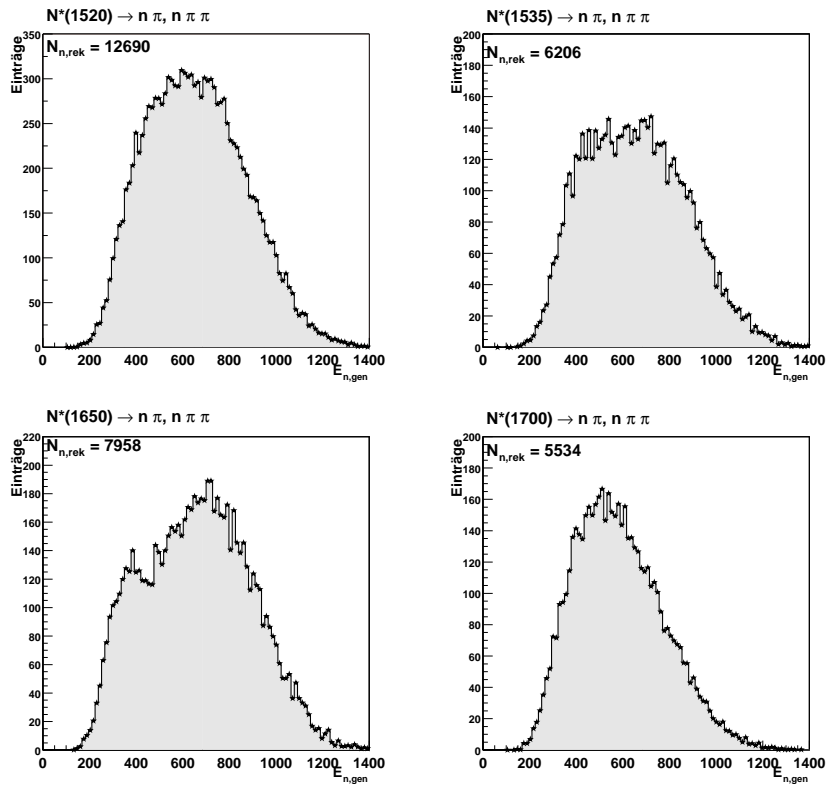 N*(1520) → n π, n π π
N_n,rek = 12690
Einträge
350
300
250
200
150
100
50
0
0 200 400 600 800 1000 1200 1400
E_n,gen
N*(1535) → n π, n π π
N_n,rek = 6206
Einträge
200
180
160
140
120
100
80
60
40
20
0
0 200 400 600 800 1000 1200 1400
E_n,gen
N*(1650) → n π, n π π
N_n,rek = 7958
Einträge
220
200
180
160
140
120
100
80
60
40
20
0
0 200 400 600 800 1000 1200 1400
E_n,gen
N*(1700) → n π, n π π
N_n,rek = 5534
Einträge
200
180
160
140
120
100
80
60
40
20
0
0 200 400 600 800 1000 1200 1400
E_n,gen